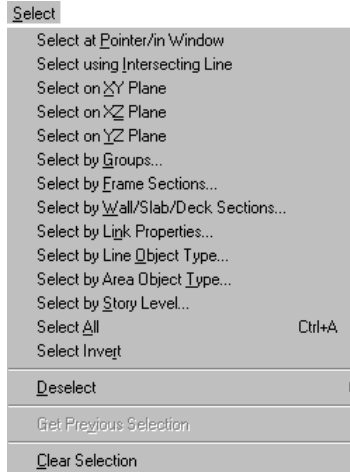 Select
Select at Pointer/in Window
Select using Intersecting Line
Select on XY Plane
Select on XZ Plane
Select on YZ Plane
Select by Groups...
Select by Frame Sections...
Select by Wall/Slab/Deck Sections...
Select by Link Properties...
Select by Line Object Type...
Select by Area Object Type...
Select by Story Level...
Select All Ctrl+A
Select Invert
Deselect
Get Previous Selection
Clear Selection